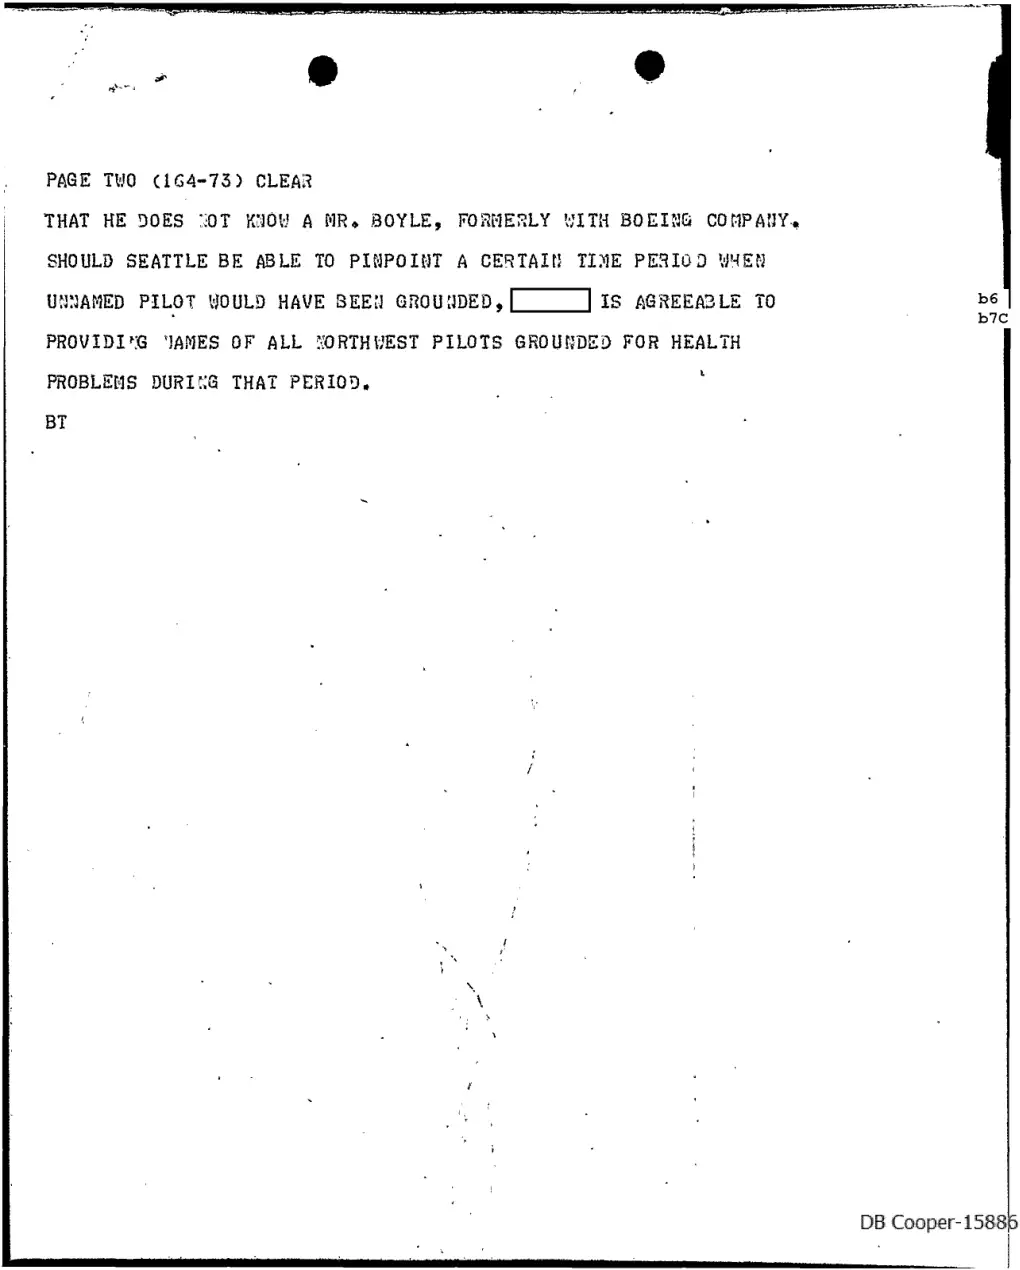 PAGE TWO (164-73) CLEAR
THAT HE DOES NOT KNOW A MR. BOYLE, FORMERLY WITH BOEING COMPANY.
SHOULD SEATTLE BE ABLE TO PINPOINT A CERTAIN TIME PERIOD WHEN
UNNAMED PILOT WOULD HAVE BEEN GROUNDED, IS AGREEABLE TO
b6
b7C
PROVIDING NAMES OF ALL NORTHWEST PILOTS GROUNDED FOR HEALTH
PROBLEMS DURING THAT PERIOD.
BT
DB Cooper-15886